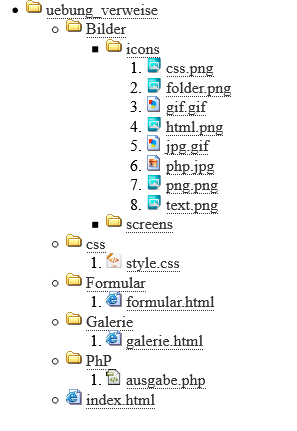 uebung_verweise
Bilder
icons
1. css.png
2. folder.png
3. gif.gif
4. html.png
5. jpg.gif
6. php.jpg
7. png.png
8. text.png
screens
css
1. style.css
Formular
1. formular.html
Galerie
1. galerie.html
PhP
1. ausgabe.php
index.html